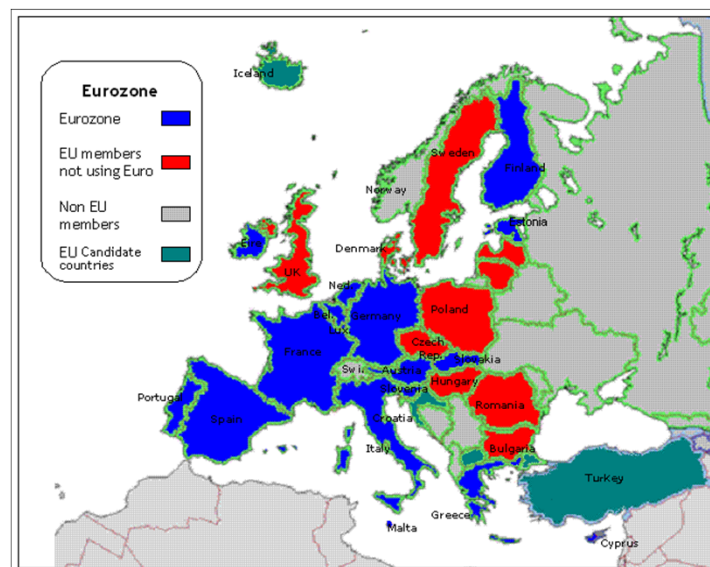 Iceland
Eurozone
Eurozone
EU members
not using Euro
Non EU
members
EU Candidate
countries
Sweden
Finland
Norway
Estonia
Eire
Denmark
UK
Ned.
Poland
Bel.
Germany
Lux.
Czech
Rep.
Slovakia
France
Swi.
Austria
Hungary
Slovenia
Portugal
Spain
Croatia
Romania
Italy
Bulgaria
Turkey
Greece
Malta
Cyprus